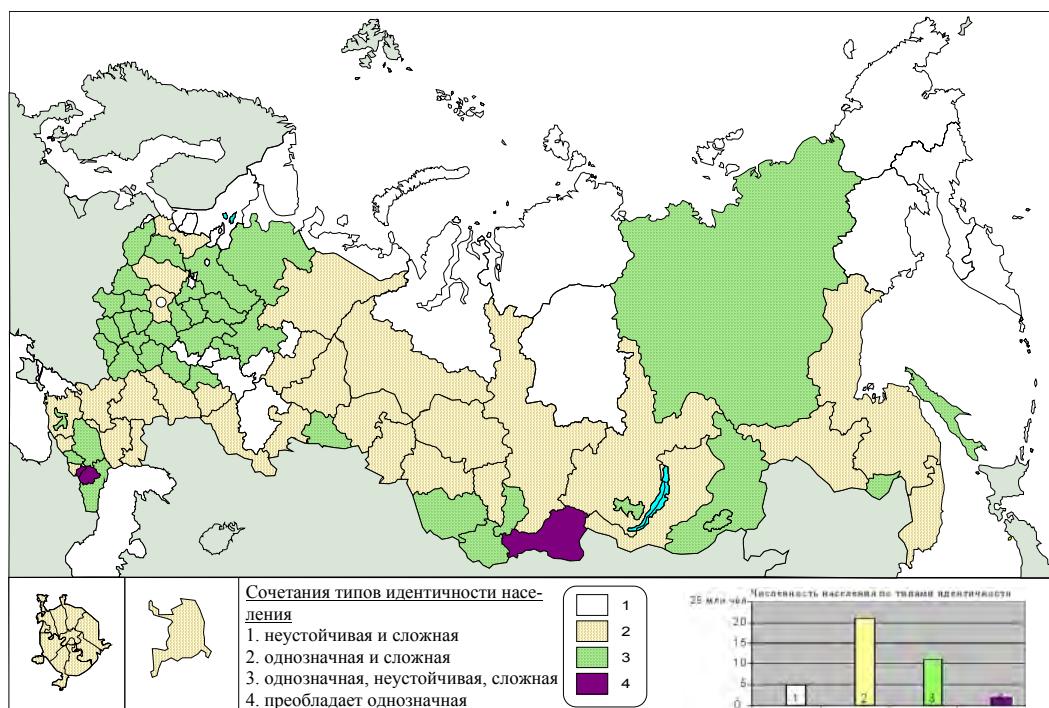 Сочетания типов идентичности насе-
ления
1. неустойчивая и сложная
2. однозначная и сложная
3. однозначная, неустойчивая, сложная
4. преобладает однозначная
1
2
3
4
Численность населения по типами идентичности
25 млн чел
20
15
10
5
0
1
2
3